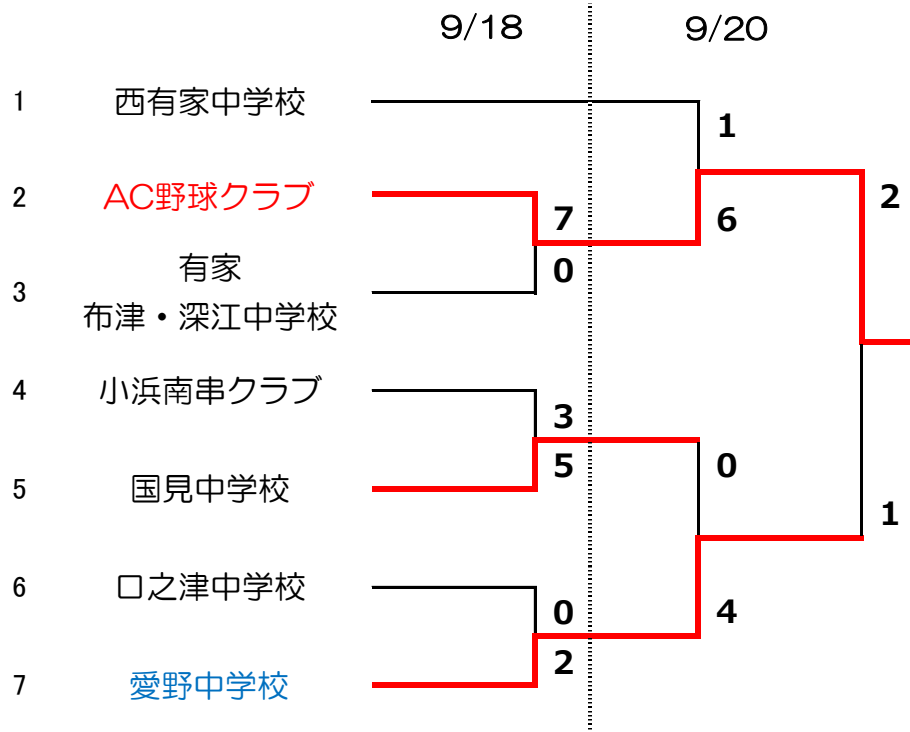 9/18
9/20
1 西有家中学校
1
2 AC野球クラブ
2
7
6
3 有家
布津・深江中学校
0
4 小浜南串クラブ
3
5 国見中学校
5
0
1
6 口之津中学校
0
4
7 愛野中学校
2